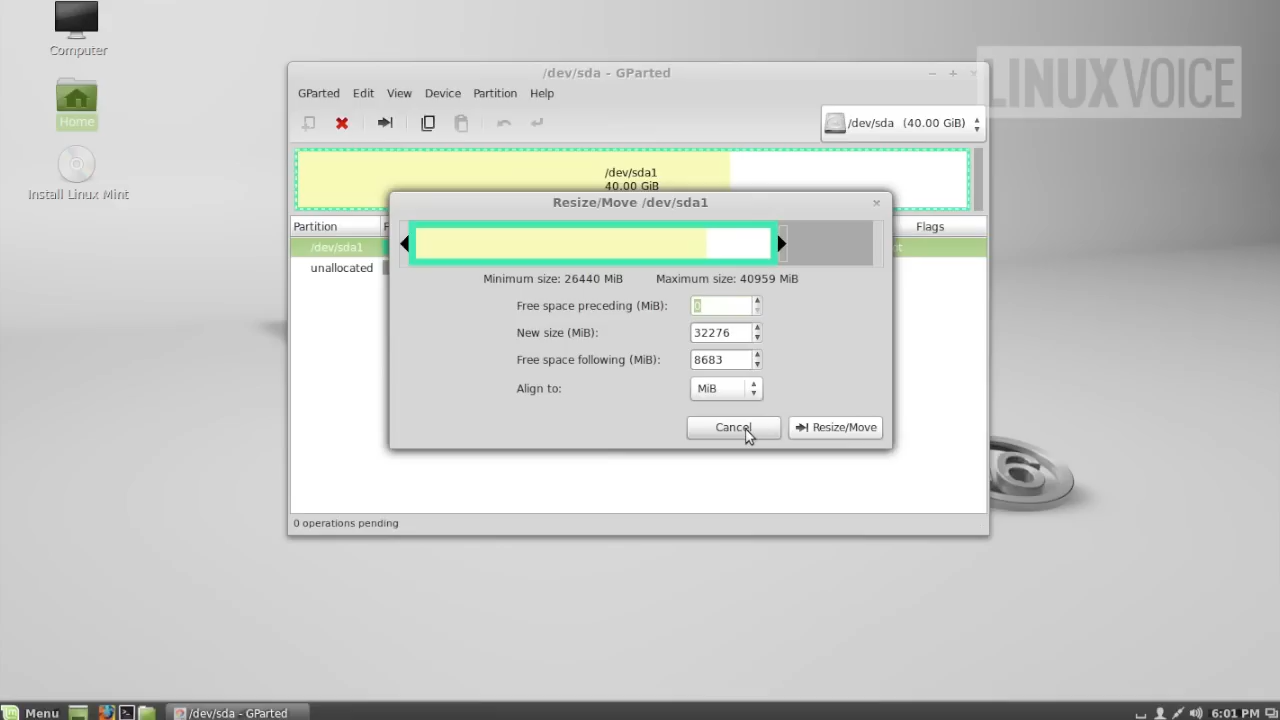 Computer
Home
Install Linux Mint
LINUXVOICE
/dev/sda - GParted
GParted Edit View Device Partition Help
/dev/sda (40.00 GiB)
/dev/sda1
40.00 GiB
Partition
Flags
/dev/sda1
unallocated
Resize/Move /dev/sda1
Minimum size: 26440 MiB Maximum size: 40959 MiB
Free space preceding (MiB): 0
New size (MiB): 32276
Free space following (MiB): 8683
Align to: MiB
Cancel Resize/Move
0 operations pending
Menu /dev/sda - GParted 6:01 PM